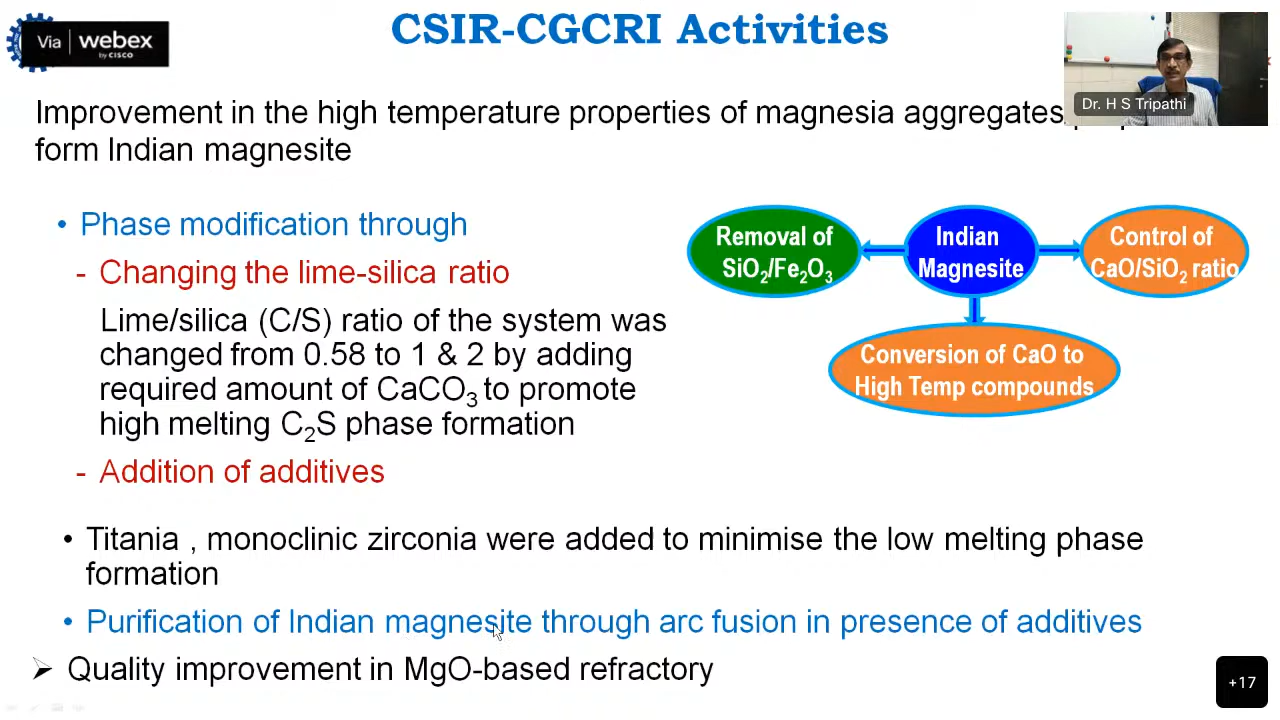 CSIR-CGCRI Activities
Via webex
by CISCO
Dr. H S Tripathi
Improvement in the high temperature properties of magnesia aggregates
form Indian magnesite
• Phase modification through
- Changing the lime-silica ratio
Lime/silica (C/S) ratio of the system was
changed from 0.58 to 1 & 2 by adding
required amount of CaCO₃ to promote
high melting C₂S phase formation
- Addition of additives
Removal of
SiO₂/Fe₂O₃
Indian
Magnesite
Control of
CaO/SiO₂ ratio
Conversion of CaO to
High Temp compounds
• Titania , monoclinic zirconia were added to minimise the low melting phase
formation
• Purification of Indian magnesite through arc fusion in presence of additives
➢ Quality improvement in MgO-based refractory
+17